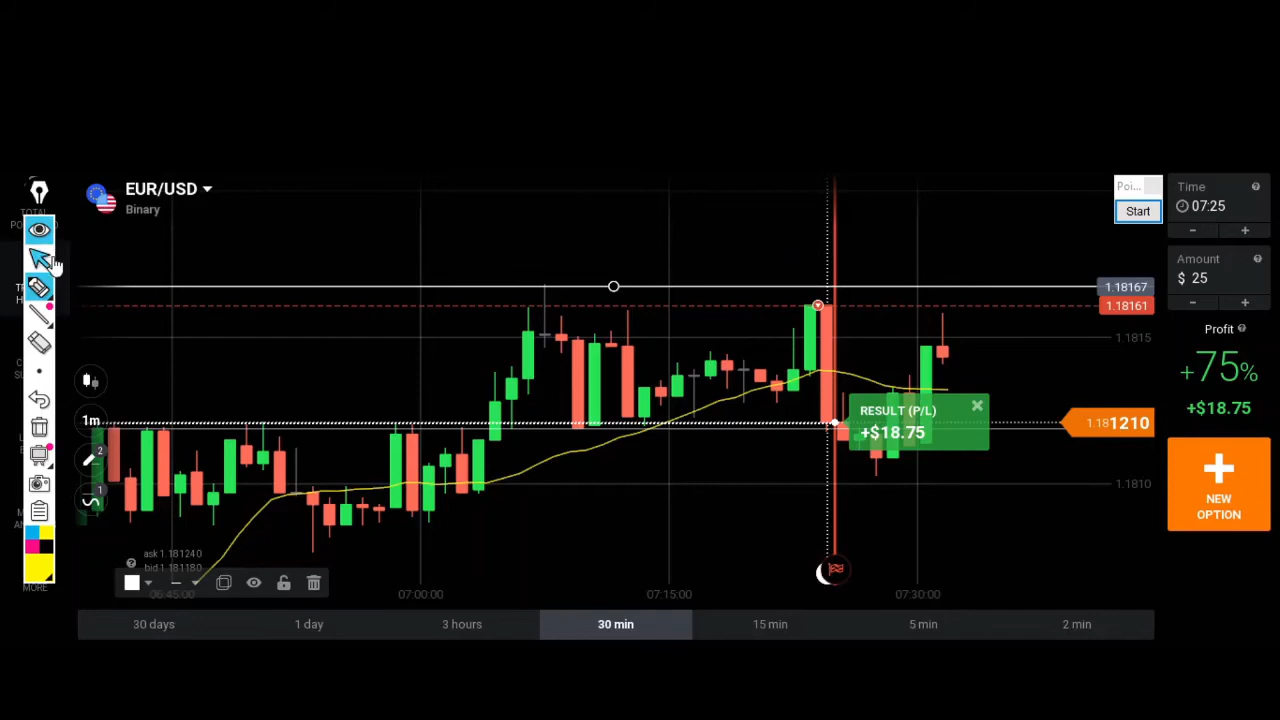 EUR/USD
Binary
Poi...
Start
Time
07:25
-
+
Amount
$ 25
-
+
Profit
+75%
+$18.75
NEW
OPTION
1.18167
1.18161
1.1815
RESULT (P/L)
+$18.75
1.181210
1.1810
1m
2
1
ask 1.181240
bid 1.181180
06:45:00
07:00:00
07:15:00
07:30:00
MORE
30 days
1 day
3 hours
30 min
15 min
5 min
2 min